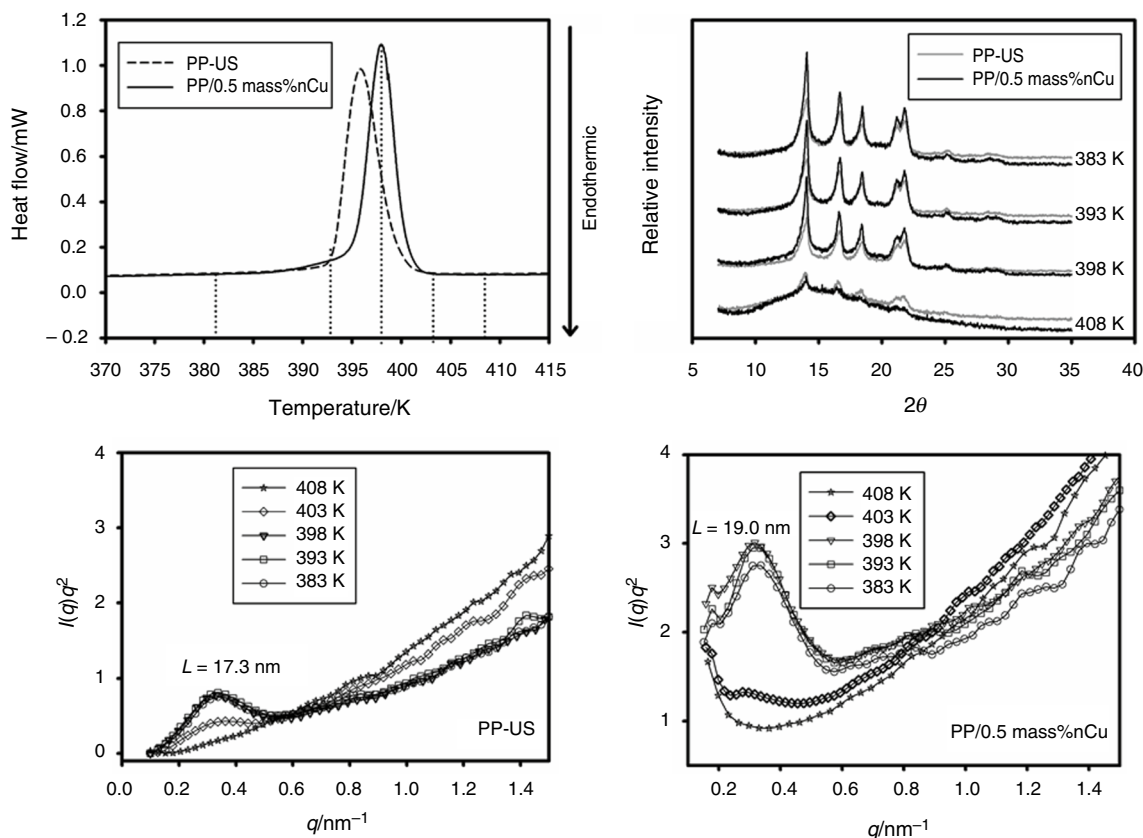 1.2
1.0
0.8
0.6
0.4
0.2
0.0
– 0.2
Heat flow/mW
PP-US
PP/0.5 mass%nCu
Endothermic
370 375 380 385 390 395 400 405 410 415
Temperature/K
Relative intensity
PP-US
PP/0.5 mass%nCu
383 K
393 K
398 K
408 K
5 10 15 20 25 30 35 40
2θ
4
3
2
1
0
I(q)q²
408 K
403 K
398 K
393 K
383 K
L = 17.3 nm
PP-US
0.0 0.2 0.4 0.6 0.8 1.0 1.2 1.4
q/nm⁻¹
4
3
2
1
I(q)q²
L = 19.0 nm
408 K
403 K
398 K
393 K
383 K
PP/0.5 mass%nCu
0.2 0.4 0.6 0.8 1.0 1.2 1.4
q/nm⁻¹